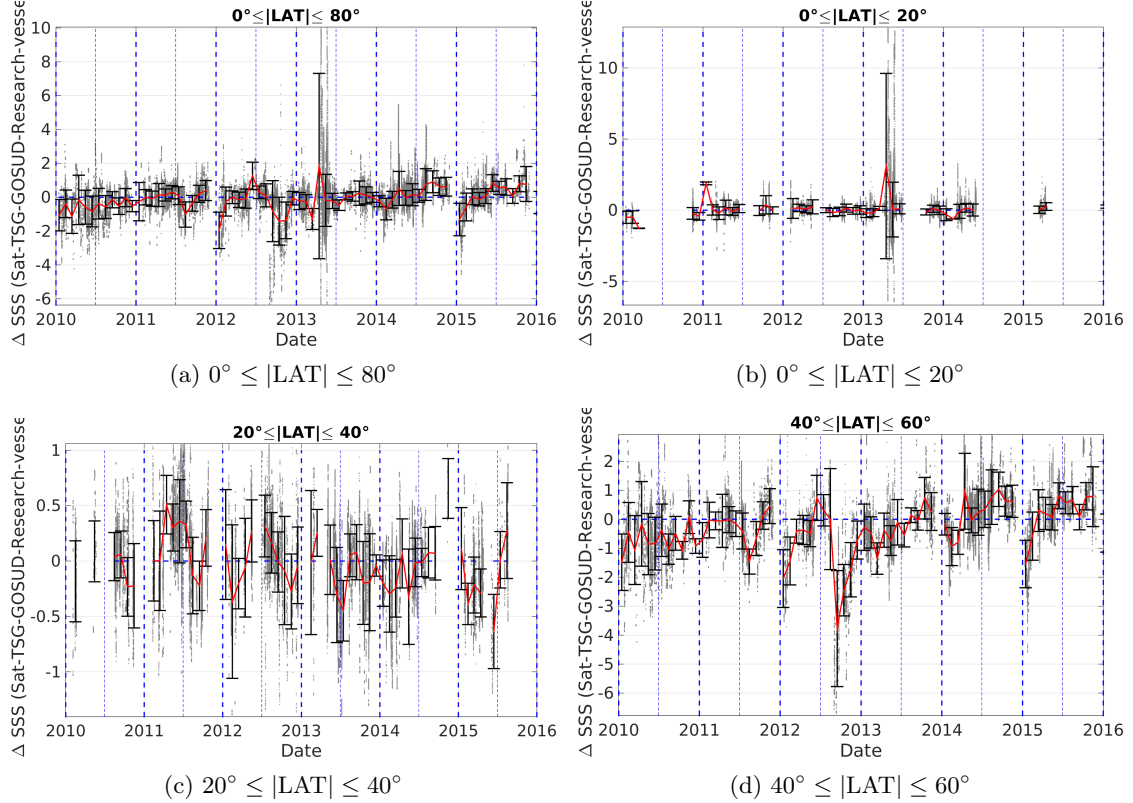 0°≤|LAT|≤ 80°
Δ SSS (Sat-TSG-GOSUD-Research-vesse
10
8
6
4
2
0
-2
-4
-6
2010 2011 2012 2013 2014 2015 2016
Date
(a) 0° ≤ |LAT| ≤ 80°
0°≤|LAT|≤ 20°
Δ SSS (Sat-TSG-GOSUD-Research-vesse
10
5
0
-5
2010 2011 2012 2013 2014 2015 2016
Date
(b) 0° ≤ |LAT| ≤ 20°
20°≤|LAT|≤ 40°
Δ SSS (Sat-TSG-GOSUD-Research-vesse
1
0.5
0
-0.5
-1
2010 2011 2012 2013 2014 2015 2016
Date
(c) 20° ≤ |LAT| ≤ 40°
40°≤|LAT|≤ 60°
Δ SSS (Sat-TSG-GOSUD-Research-vesse
2
1
0
-1
-2
-3
-4
-5
-6
2010 2011 2012 2013 2014 2015 2016
Date
(d) 40° ≤ |LAT| ≤ 60°